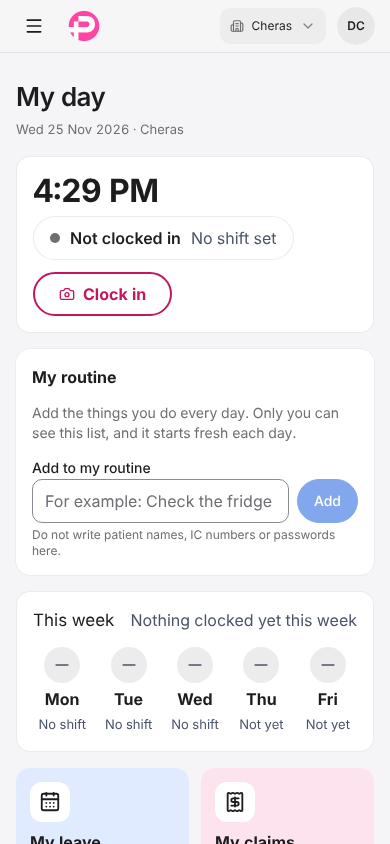 Cheras
DC
My day
Wed 25 Nov 2026 · Cheras
4:29 PM
Not clocked in No shift set
Clock in
My routine
Add the things you do every day. Only you can
see this list, and it starts fresh each day.
Add to my routine
For example: Check the fridge
Add
Do not write patient names, IC numbers or passwords
here.
This week Nothing clocked yet this week
Mon Tue Wed Thu Fri
No shift No shift No shift Not yet Not yet
My leave My claims